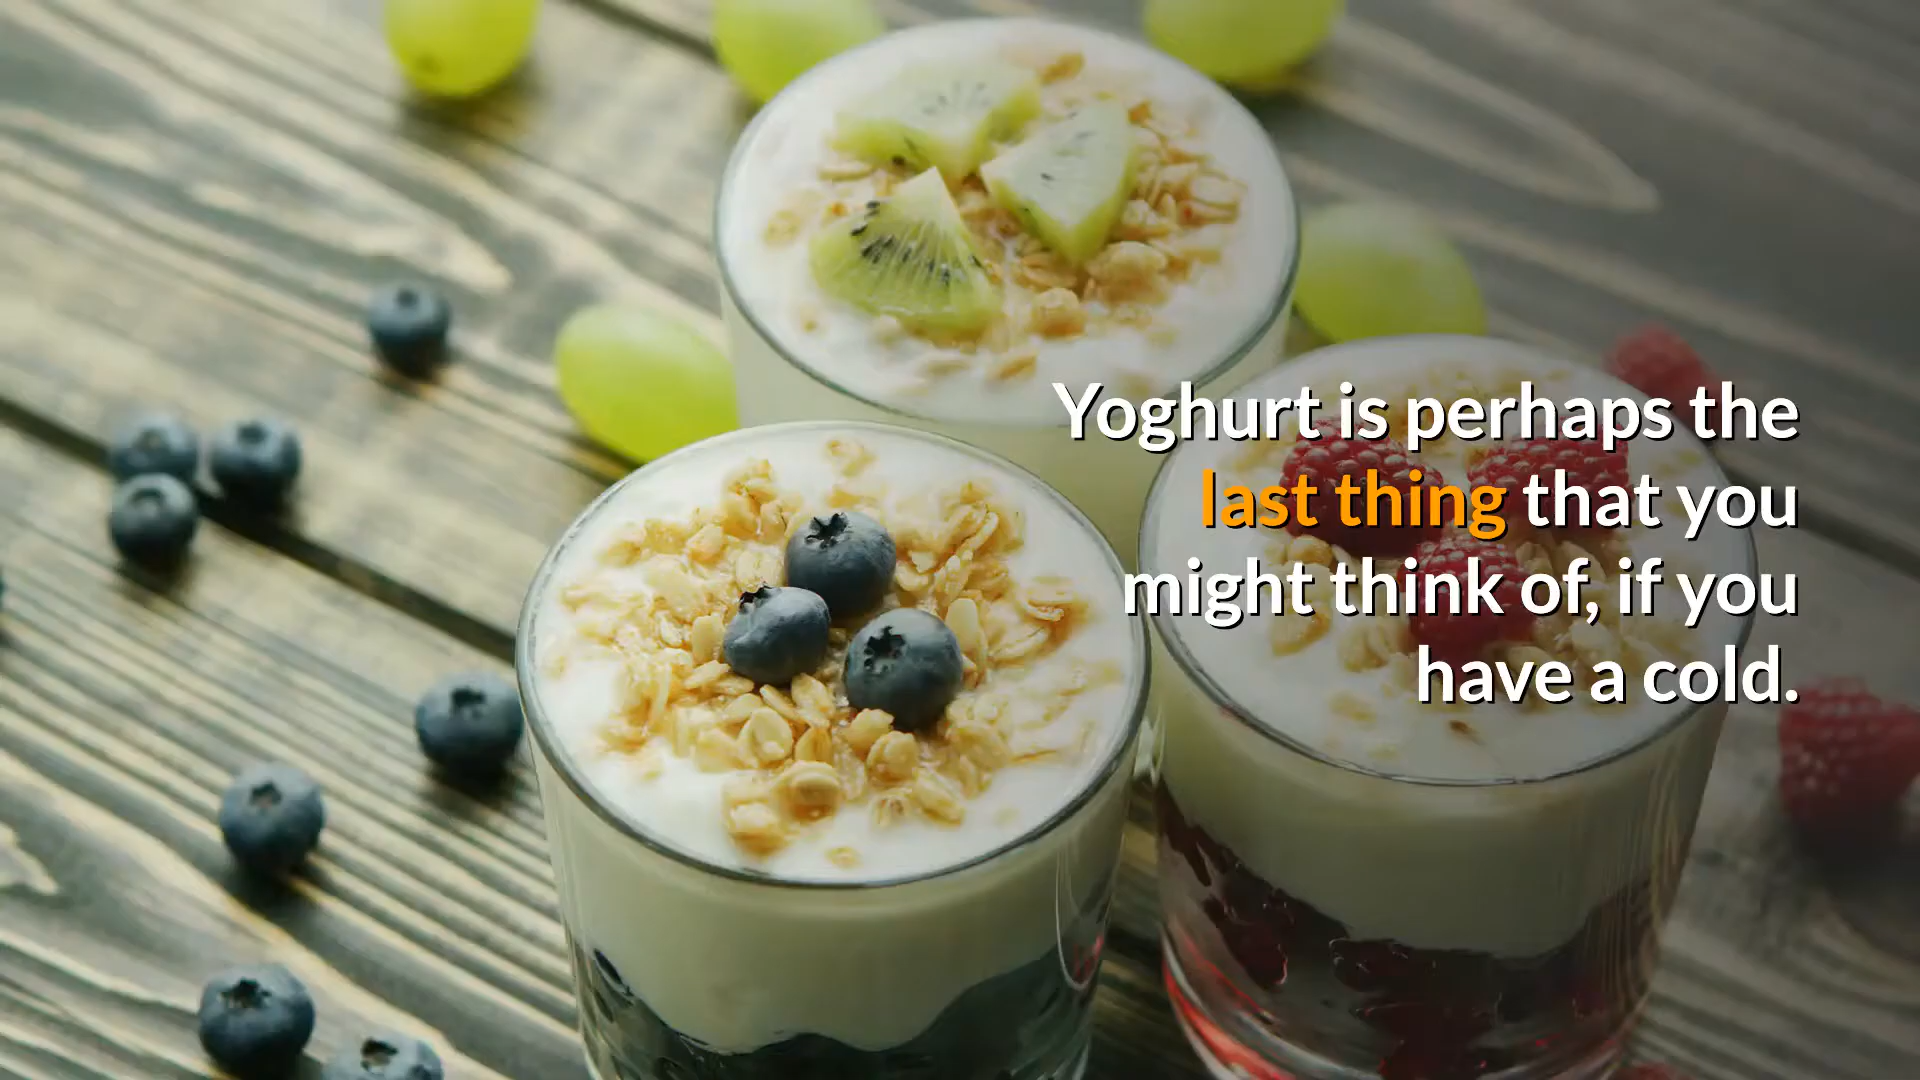 Yoghurt is perhaps the
last thing that you
might think of, if you
have a cold.